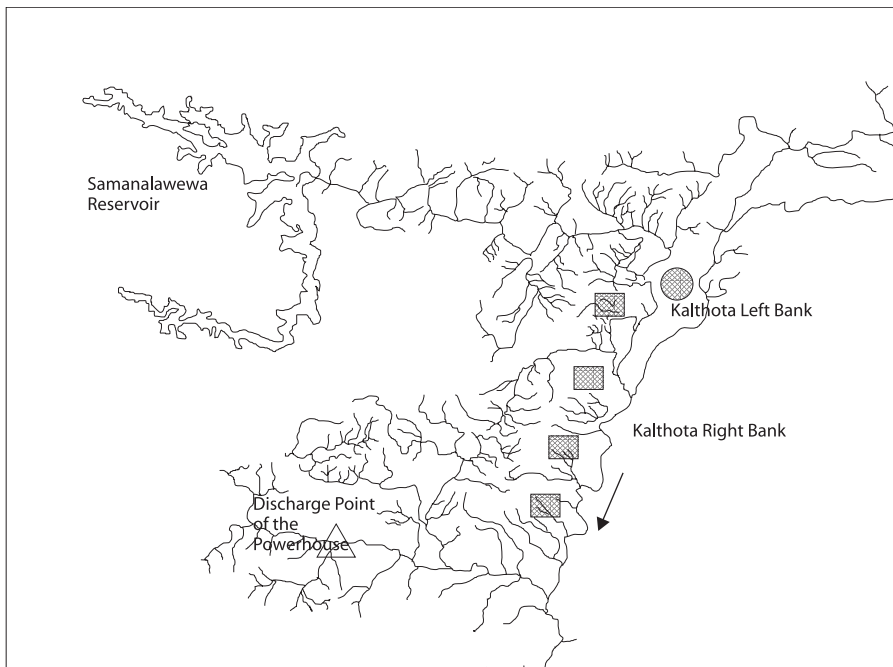 Samanalawewa
Reservoir
Kalthota Left Bank
Kalthota Right Bank
Discharge Point
of the
Powerhouse